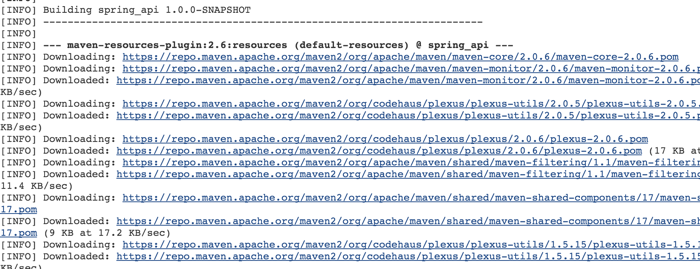 [INFO] Building spring_api 1.0.0-SNAPSHOT
[INFO] ------------------------------------------------------------------------
[INFO]
[INFO] --- maven-resources-plugin:2.6:resources (default-resources) @ spring_api ---
[INFO] Downloading: https://repo.maven.apache.org/maven2/org/apache/maven/maven-core/2.0.6/maven-core-2.0.6.pom
[INFO] Downloading: https://repo.maven.apache.org/maven2/org/apache/maven/maven-monitor/2.0.6/maven-monitor-2.0.6.p
[INFO] Downloaded: https://repo.maven.apache.org/maven2/org/apache/maven/maven-monitor/2.0.6/maven-monitor-2.0.6.po
KB/sec)
[INFO] Downloading: https://repo.maven.apache.org/maven2/org/codehaus/plexus/plexus-utils/2.0.5/plexus-utils-2.0.5.
[INFO] Downloaded: https://repo.maven.apache.org/maven2/org/codehaus/plexus/plexus-utils/2.0.5/plexus-utils-2.0.5.p
KB/sec)
[INFO] Downloading: https://repo.maven.apache.org/maven2/org/codehaus/plexus/plexus/2.0.6/plexus-2.0.6.pom
[INFO] Downloaded: https://repo.maven.apache.org/maven2/org/codehaus/plexus/plexus/2.0.6/plexus-2.0.6.pom (17 KB at
[INFO] Downloading: https://repo.maven.apache.org/maven2/org/apache/maven/shared/maven-filtering/1.1/maven-filterin
[INFO] Downloaded: https://repo.maven.apache.org/maven2/org/apache/maven/shared/maven-filtering/1.1/maven-filtering
11.4 KB/sec)
[INFO] Downloading: https://repo.maven.apache.org/maven2/org/apache/maven/shared/maven-shared-components/17/maven-s
17.pom
[INFO] Downloaded: https://repo.maven.apache.org/maven2/org/apache/maven/shared/maven-shared-components/17/maven-sh
17.pom (9 KB at 17.2 KB/sec)
[INFO] Downloading: https://repo.maven.apache.org/maven2/org/codehaus/plexus/plexus-utils/1.5.15/plexus-utils-1.5.1
[INFO] Downloaded: https://repo.maven.apache.org/maven2/org/codehaus/plexus/plexus-utils/1.5.15/plexus-utils-1.5.15
KB/sec)